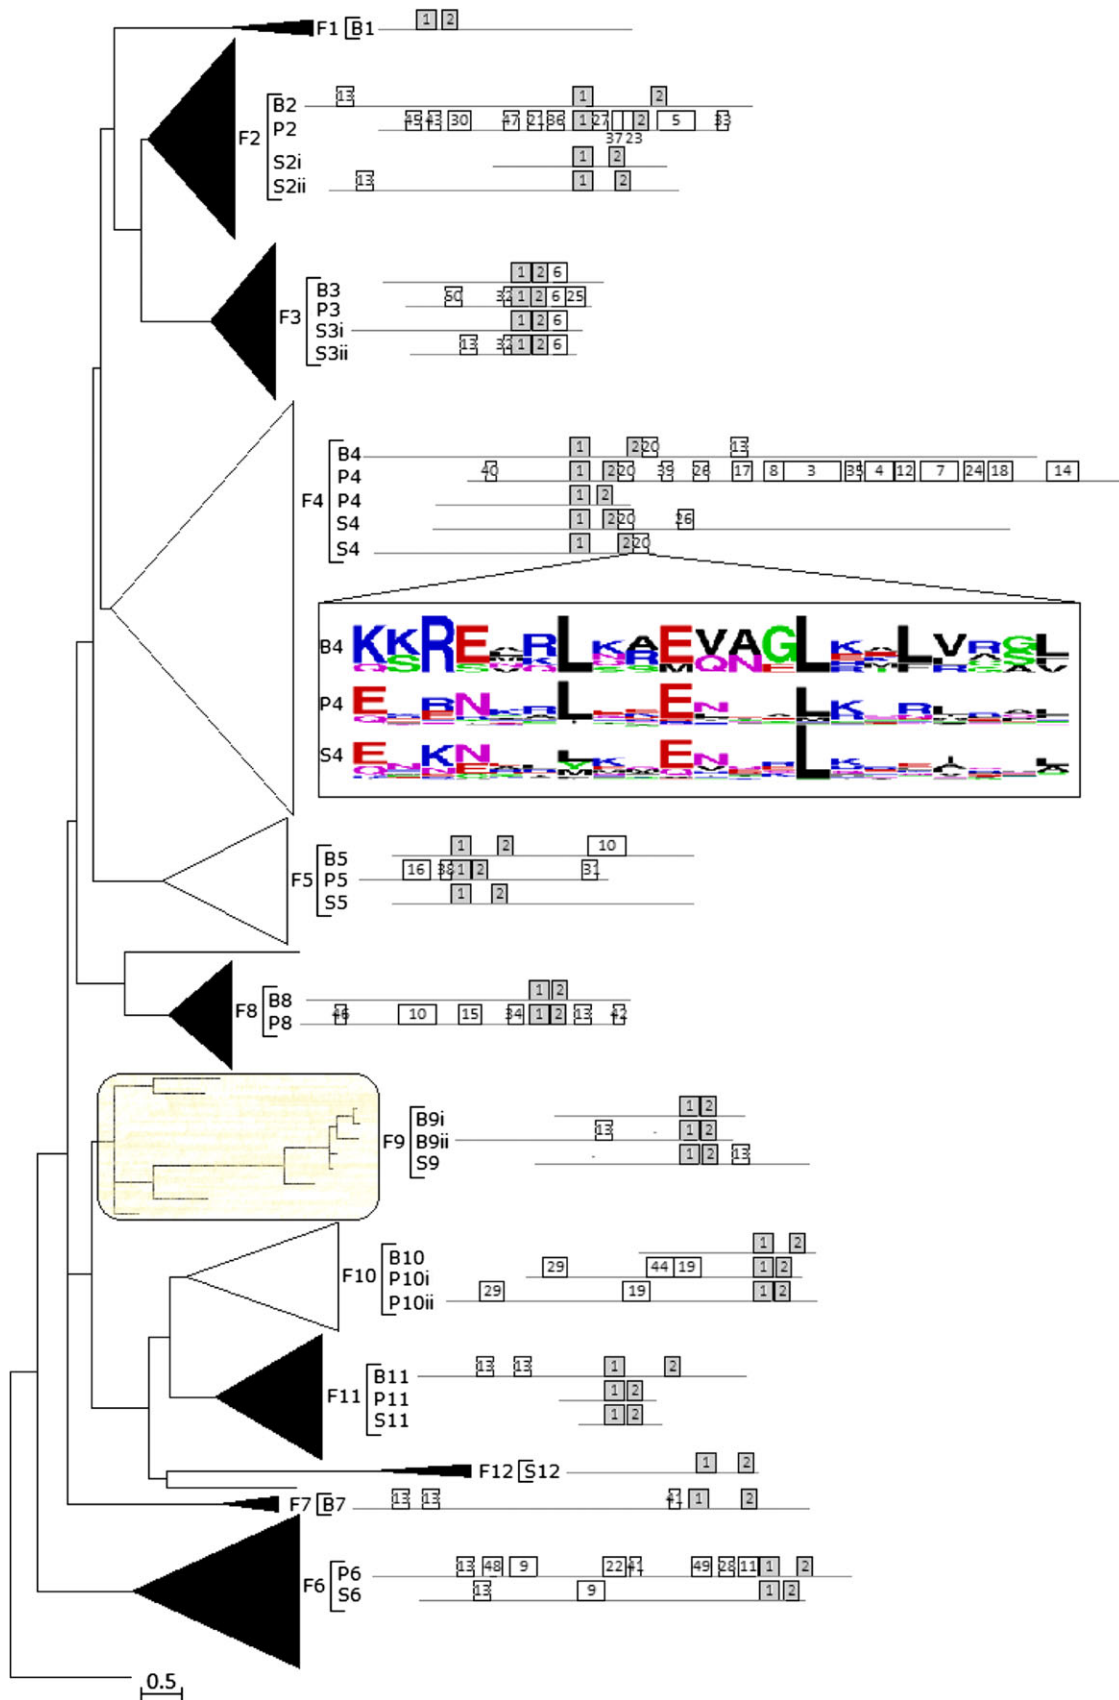 F1 B1 1 2
F2
B2 13 1 2
P2 45 43 30 47 21 36 1 27 2 5 33
37 23
S2i 1 2
S2ii 13 1 2
F3
B3 1 2 6
P3 50 32 1 2 6 25
S3i 1 2 6
S3ii 13 32 1 2 6
F4
B4 1 2 20 13
P4 40 1 2 20 39 26 17 8 3 35 4 12 7 24 18 14
P4 1 2
S4 1 2 20 26
S4 1 2 20
B4
P4
S4
F5
B5 1 2 10
P5 16 38 1 2 31
S5 1 2
F8
B8 1 2
P8 46 10 15 34 1 2 13 42
F9
B9i 1 2
B9ii 13 1 2
S9 1 2 13
F10
B10 1 2
P10i 29 44 19 1 2
P10ii 29 19 1 2
F11
B11 13 13 1 2
P11 1 2
S11 1 2
F12 S12 1 2
F7 B7 13 13 41 1 2
F6
P6 13 48 9 22 41 49 28 11 1 2
S6 13 9 1 2
0.5